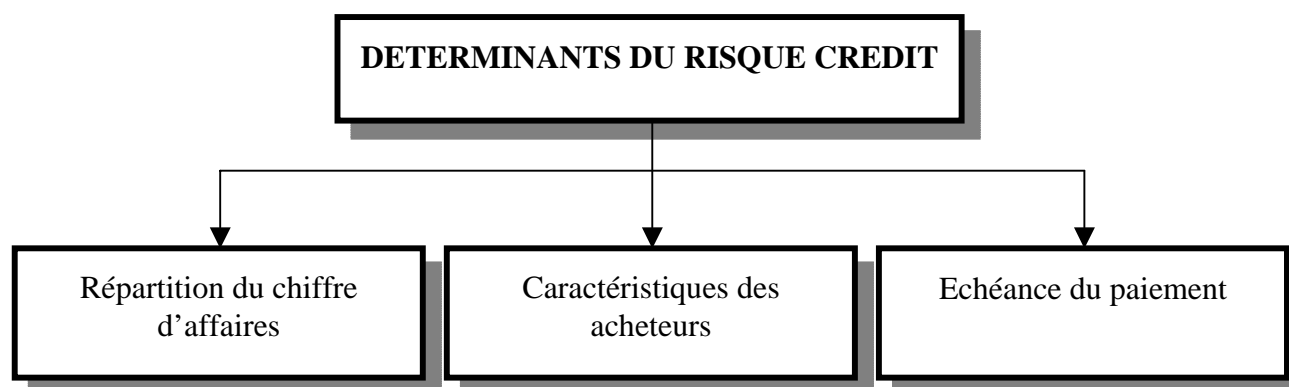 DETERMINANTS DU RISQUE CREDIT
Répartition du chiffre
d’affaires
Caractéristiques des
acheteurs
Echéance du paiement